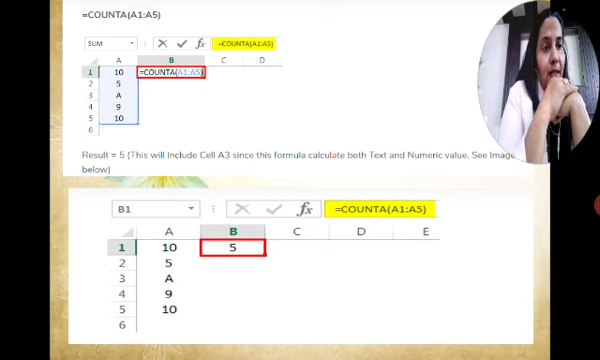 =COUNTA(A1:A5)
SUM fx =COUNTA(A1:A5)
A B C D
1 10 =COUNTA(A1:A5)
2 5
3 A
4 9
5 10
6
Result = 5 (This will Include Cell A3 since this formula calculate both Text and Numeric value. See Image
below)
B1 fx =COUNTA(A1:A5)
A B C D E
1 10 5
2 5
3 A
4 9
5 10
6